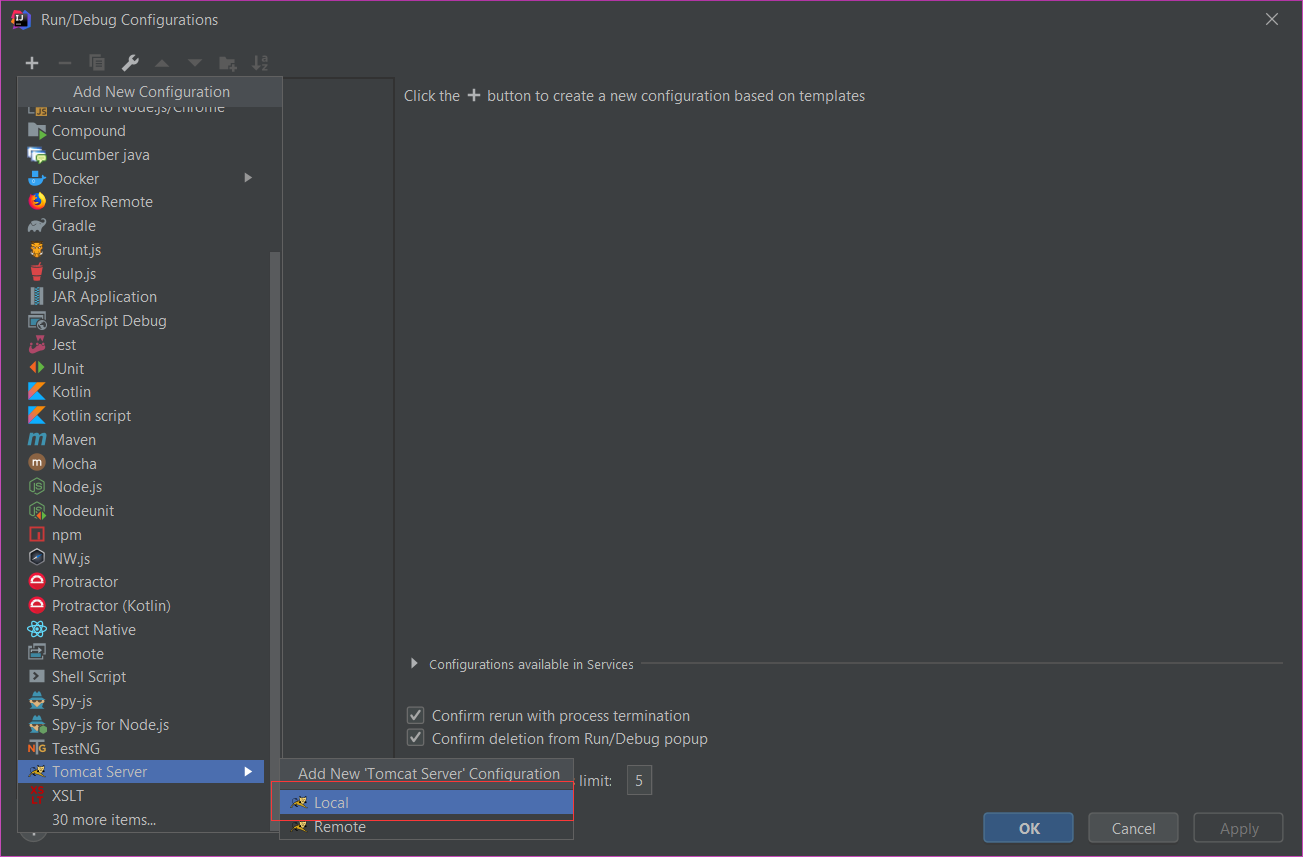 Run/Debug Configurations
Add New Configuration
Click the + button to create a new configuration based on templates
Attach to Node.js/Chrome
Compound
Cucumber java
Docker
Firefox Remote
Gradle
Grunt.js
Gulp.js
JAR Application
JavaScript Debug
Jest
JUnit
Kotlin
Kotlin script
Maven
Mocha
Node.js
Nodeunit
npm
NW.js
Protractor
Protractor (Kotlin)
React Native
Remote
Shell Script
Spy-js
Spy-js for Node.js
TestNG
Tomcat Server
XSLT
30 more items...
Configurations available in Services
Confirm rerun with process termination
Confirm deletion from Run/Debug popup
Add New 'Tomcat Server' Configuration
limit: 5
Local
Remote
OK
Cancel
Apply